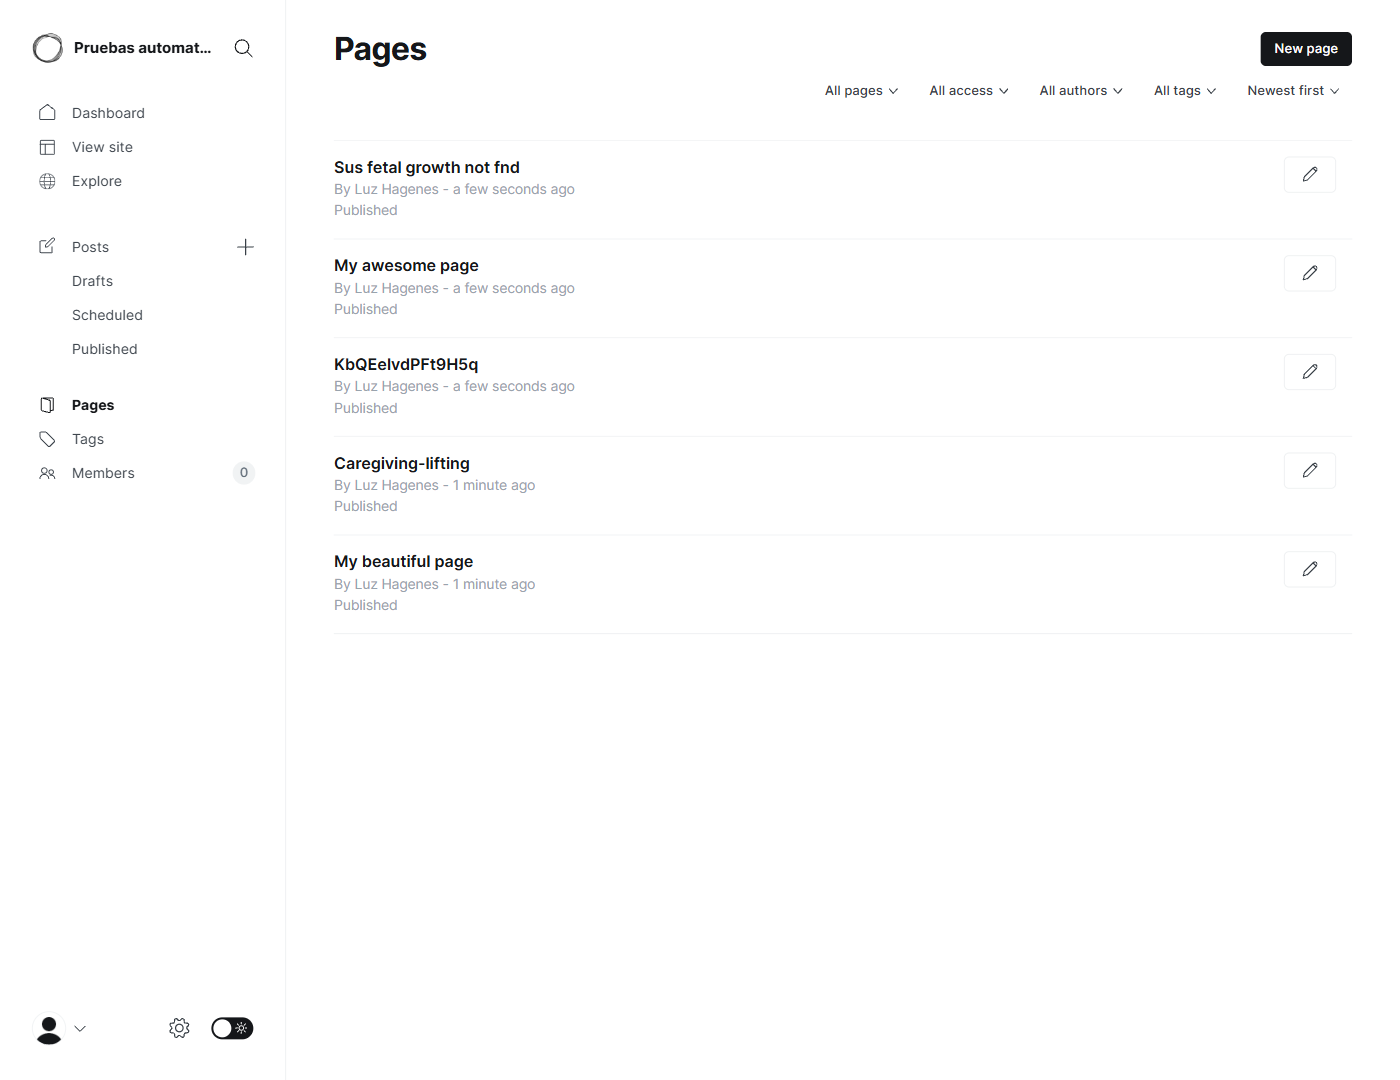 Pruebas automat...
Dashboard
View site
Explore
Posts
Drafts
Scheduled
Published
Pages
Tags
Members 0
Pages
New page
All pages All access All authors All tags Newest first
Sus fetal growth not fnd
By Luz Hagenes - a few seconds ago
Published
My awesome page
By Luz Hagenes - a few seconds ago
Published
KbQEelvdPFt9H5q
By Luz Hagenes - a few seconds ago
Published
Caregiving-lifting
By Luz Hagenes - 1 minute ago
Published
My beautiful page
By Luz Hagenes - 1 minute ago
Published